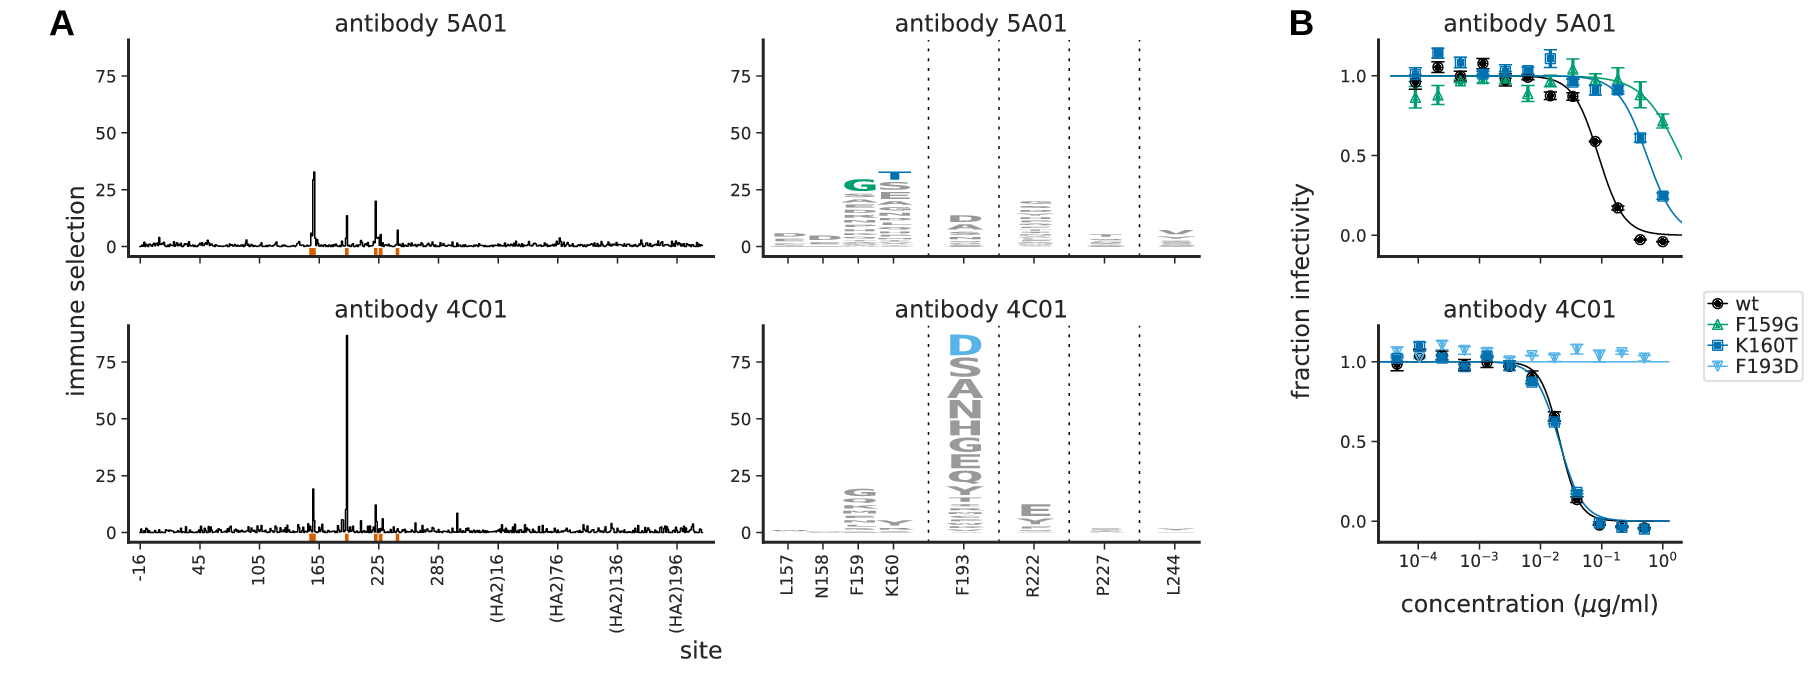 A
antibody 5A01
antibody 5A01
B
antibody 5A01
75
50
25
0
75
50
25
0
1.0
0.5
0.0
immune selection
fraction infectivity
G T
S
D
A
antibody 4C01
antibody 4C01
antibody 4C01
75
50
25
0
75
50
25
0
1.0
0.5
0.0
D
S
A
N
H
G
E
Q
Y
G
Y
E
Y
wt
F159G
K160T
F193D
-16
45
105
165
225
285
(HA2)16
(HA2)76
(HA2)136
(HA2)196
site
L157
N158
F159
K160
F193
R222
P227
L244
10⁻⁴
10⁻³
10⁻²
10⁻¹
10⁰
concentration (μg/ml)